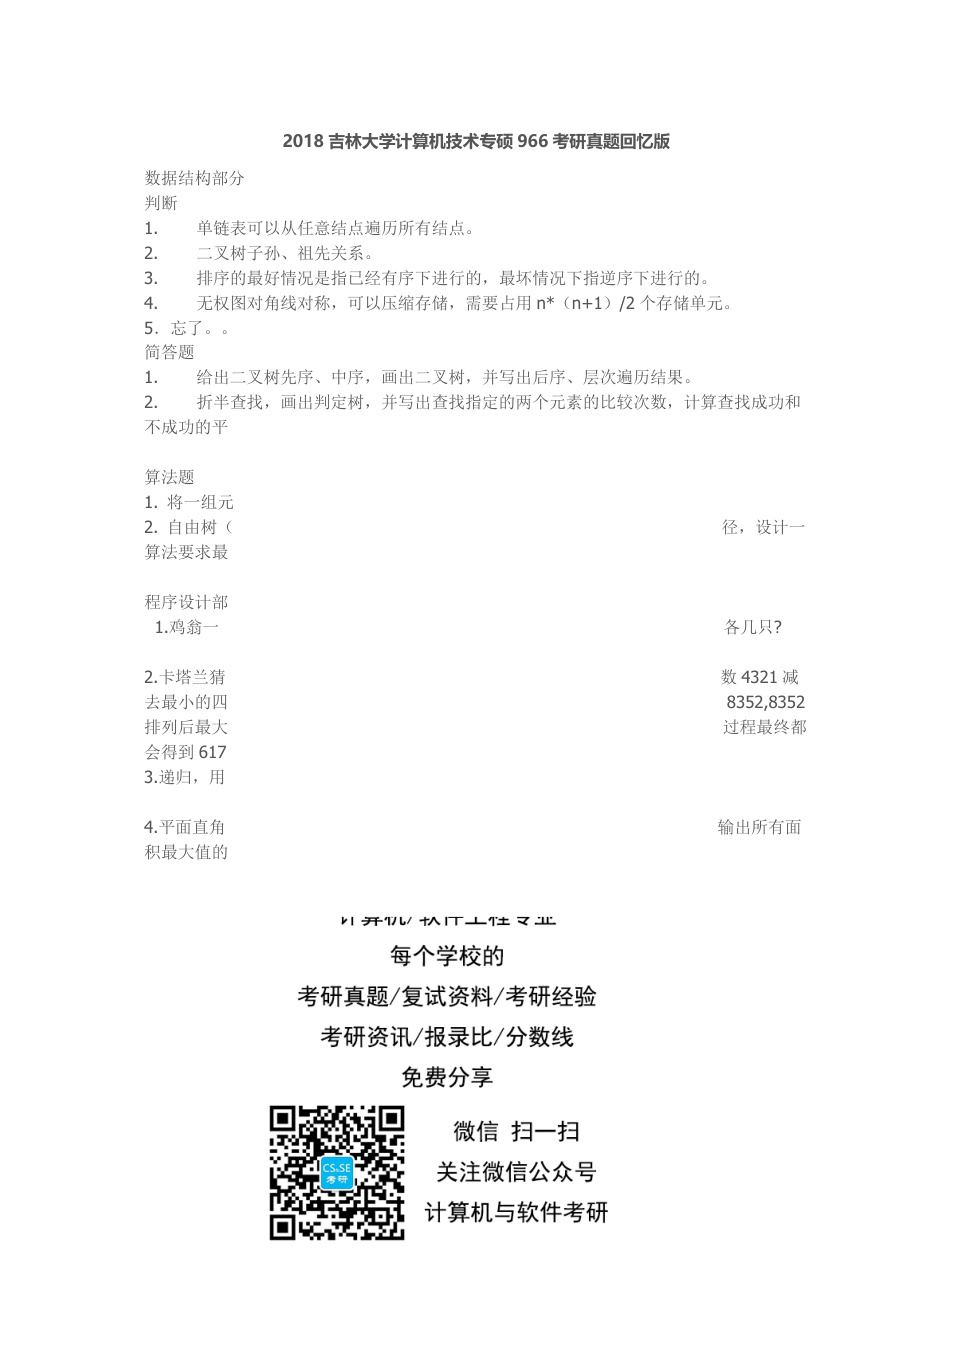 2018 吉林大学计算机技术专硕 966 考研真题回忆版
数据结构部分
判断
1. 单链表可以从任意结点遍历所有结点。
2. 二叉树子孙、祖先关系。
3. 排序的最好情况是指已经有序下进行的，最坏情况下指逆序下进行的。
4. 无权图对角线对称，可以压缩存储，需要占用 n*（n+1）/2 个存储单元。
5. 忘了。。
简答题
1. 给出二叉树先序、中序，画出二叉树，并写出后序、层次遍历结果。
2. 折半查找，画出判定树，并写出查找指定的两个元素的比较次数，计算查找成功和
不成功的平
算法题
1. 将一组元
2. 自由树（ 径，设计一
算法要求最
程序设计部
1.鸡翁一 各几只?
2.卡塔兰猜 数 4321 减
去最小的四 8352,8352
排列后最大 过程最终都
会得到 617
3.递归，用
4.平面直角 输出所有面
积最大值的
计算机/软件工程专业
每个学校的
考研真题/复试资料/考研经验
考研资讯/报录比/分数线
免费分享
微信 扫一扫
关注微信公众号
计算机与软件考研
CS&SE
考研